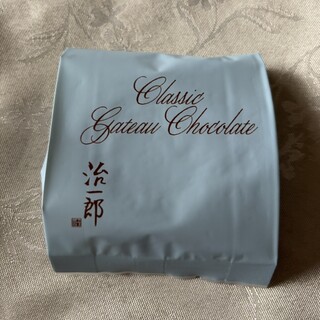 Classic
Gateau Chocolate
治一郎